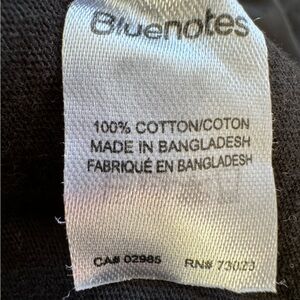 Bluenotes
100% COTTON/COTON
MADE IN BANGLADESH
FABRIQUÉ EN BANGLADESH
CA# 02985 RN# 73023